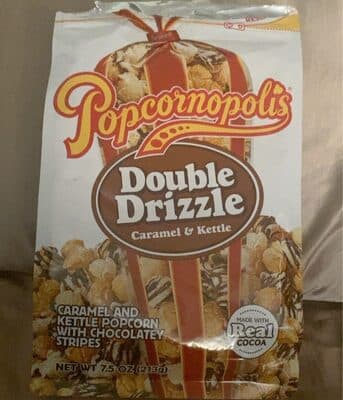 Popcornopolis
Double
Drizzle
Caramel & Kettle
CARAMEL AND
KETTLE POPCORN
WITH CHOCOLATEY
STRIPES
MADE WITH
Real
COCOA
NET WT 7.5 OZ (213g)